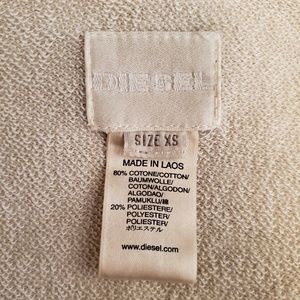 DIESEL
SIZE XS
MADE IN LAOS
80% COTONE/COTTON/
BAUMWOLLE/
COTON/ALGODON/
ALGODAO/
PAMUKLU/綿
20% POLIESTERE/
POLYESTER/
POLIESTER/
ポリエステル
www.diesel.com